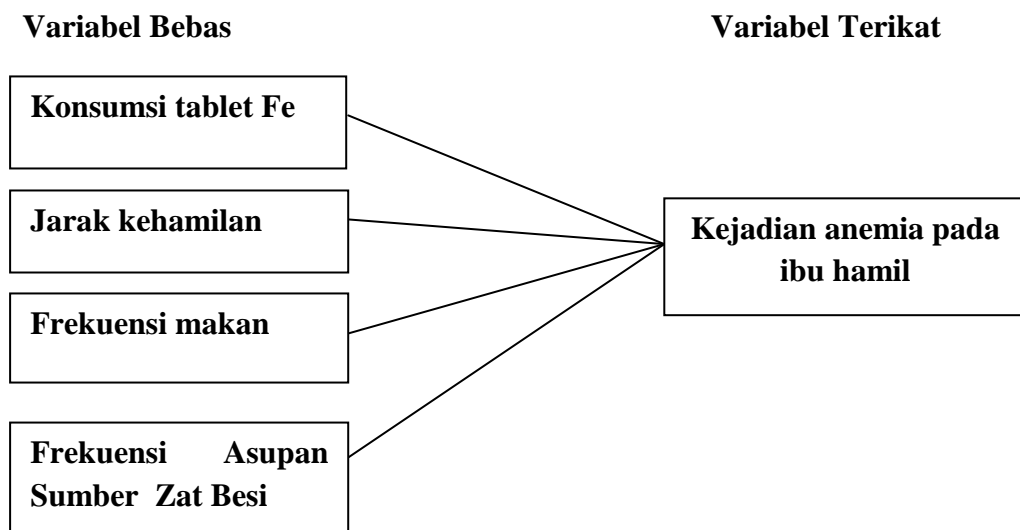 Variabel Bebas
Variabel Terikat
Konsumsi tablet Fe
Jarak kehamilan
Frekuensi makan
Frekuensi Asupan
Sumber Zat Besi
Kejadian anemia pada
ibu hamil